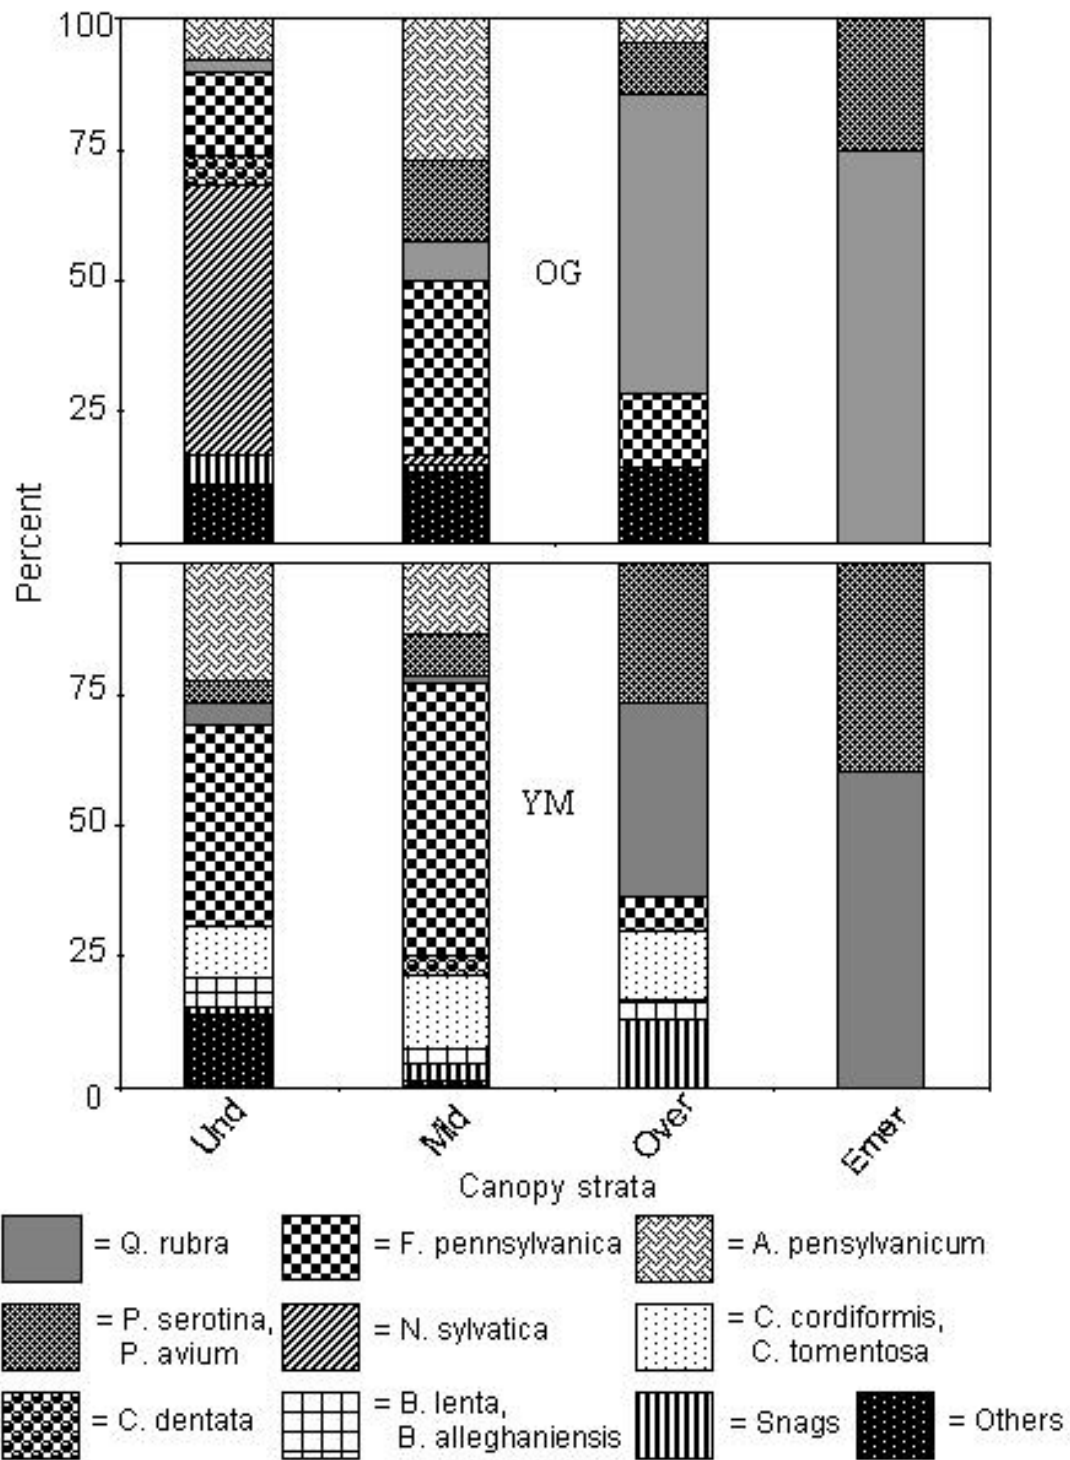 100
75
50
25
OG
Percent
75
50
25
0
YM
Und
Mid
Over
Emer
Canopy strata
= Q. rubra
= F. pennsylvanica
= A. pensylvanicum
= P. serotina,
P. avium
= N. sylvatica
= C. cordiformis,
C. tomentosa
= C. dentata
= B. lenta,
B. alleghaniensis
= Snags
= Others